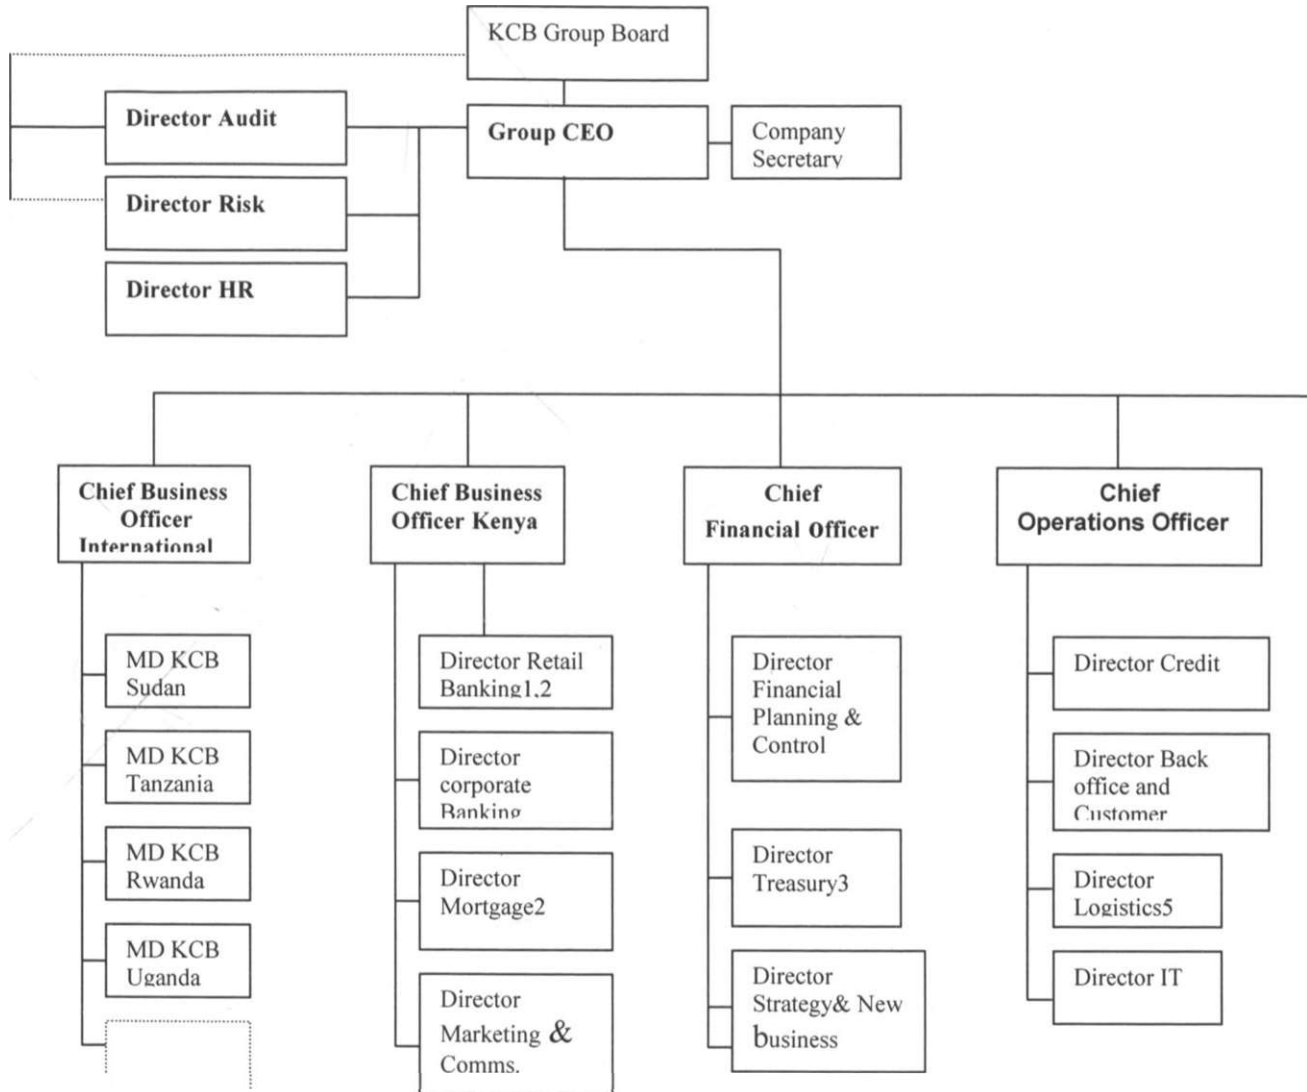 KCB Group Board
Director Audit
Group CEO
Company
Secretary
Director Risk
Director HR
Chief Business
Officer
International
Chief Business
Officer Kenya
Chief
Financial Officer
Chief
Operations Officer
MD KCB
Sudan
MD KCB
Tanzania
MD KCB
Rwanda
MD KCB
Uganda
Director Retail
Banking1,2
Director
corporate
Banking
Director
Mortgage2
Director
Marketing &
Comms.
Director
Financial
Planning &
Control
Director
Treasury3
Director
Strategy& New
business
Director Credit
Director Back
office and
Customer
Director
Logistics5
Director IT